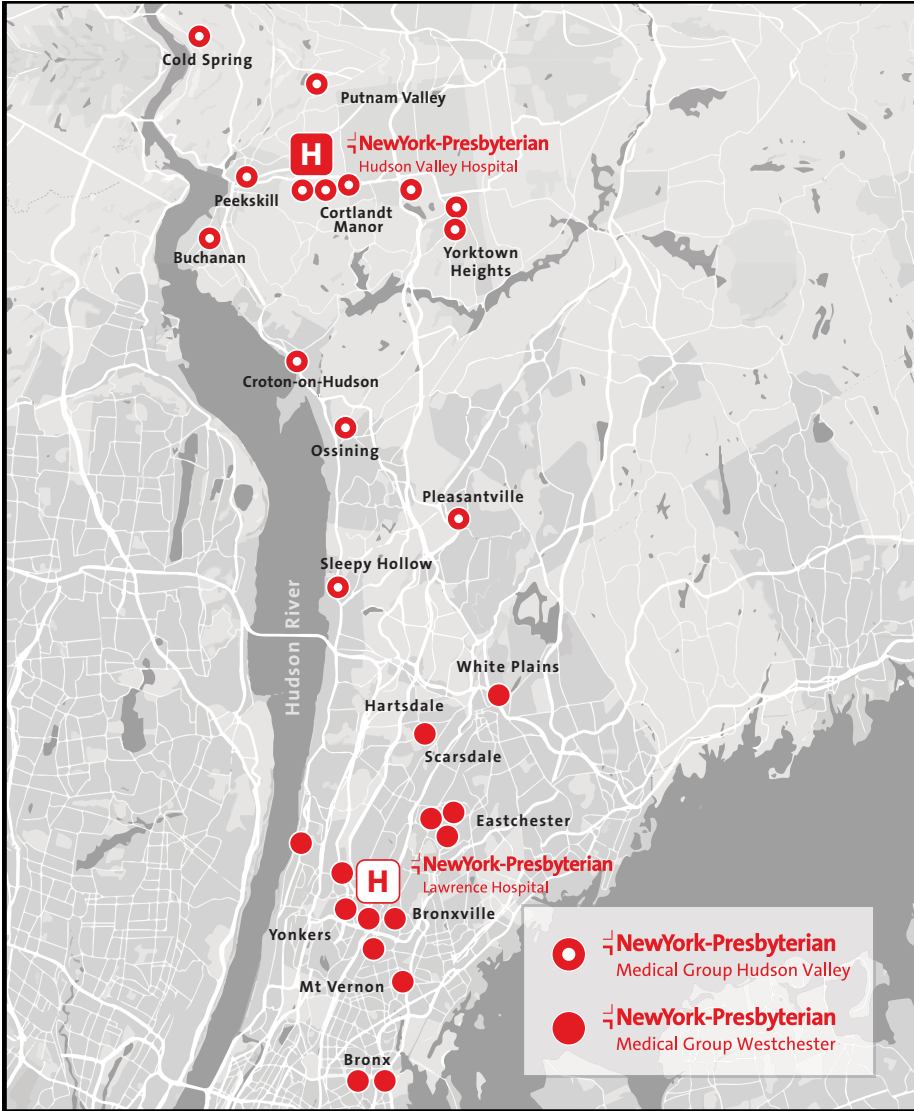 Cold Spring
Putnam Valley
H
NewYork-Presbyterian
Hudson Valley Hospital
Peekskill
Cortlandt
Manor
Buchanan
Yorktown
Heights
Croton-on-Hudson
Ossining
Pleasantville
Sleepy Hollow
Hudson River
White Plains
Hartsdale
Scarsdale
Eastchester
H
NewYork-Presbyterian
Lawrence Hospital
Bronxville
Yonkers
Mt Vernon
Bronx
NewYork-Presbyterian
Medical Group Hudson Valley
NewYork-Presbyterian
Medical Group Westchester